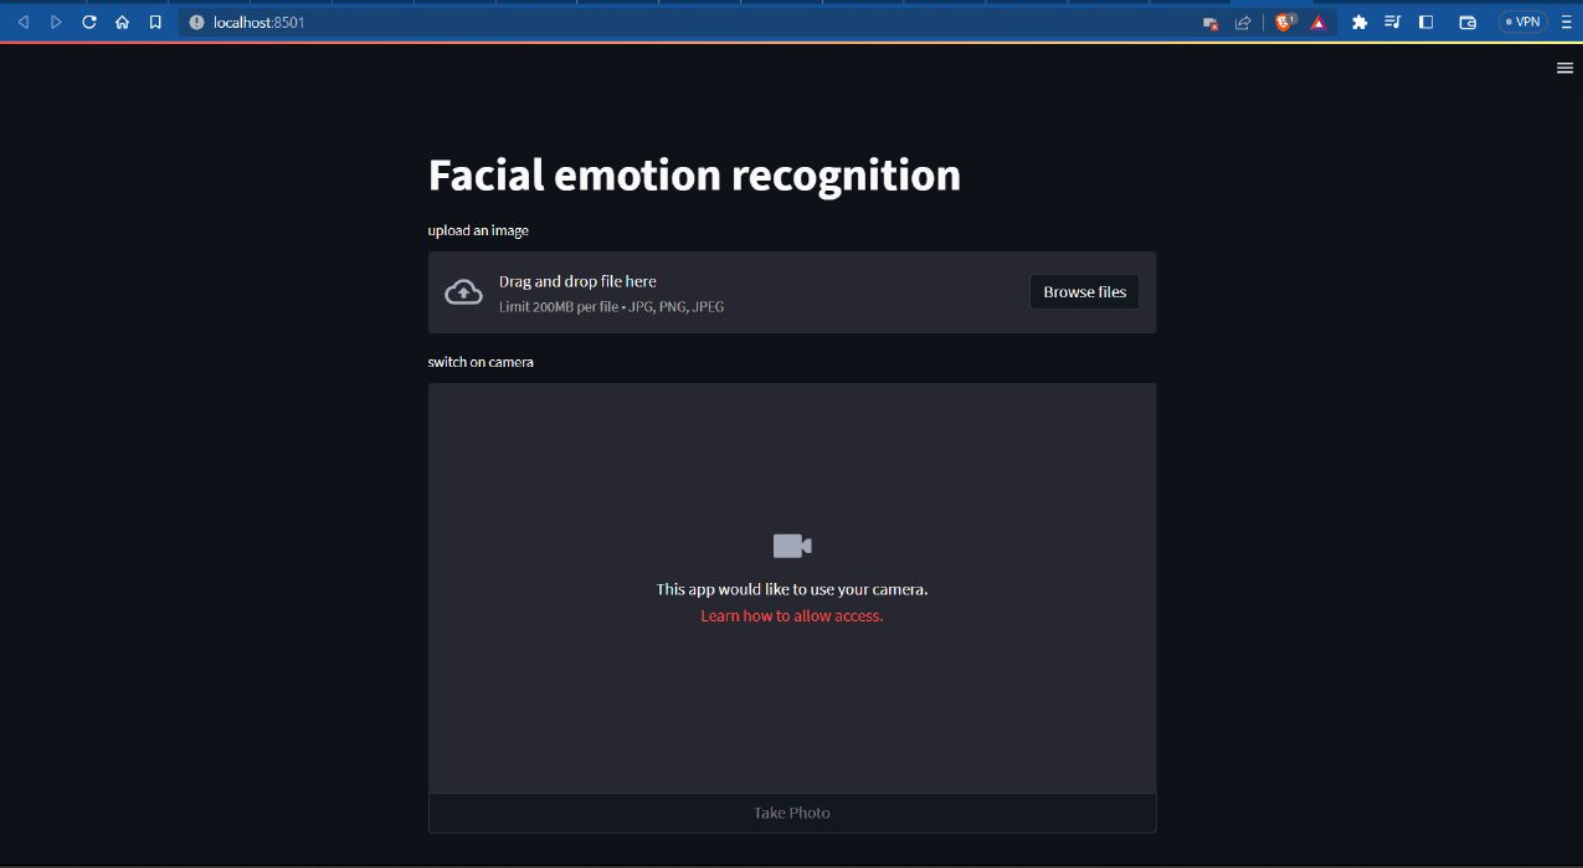 localhost:8501
VPN
Facial emotion recognition
upload an image
Drag and drop file here
Limit 200MB per file • JPG, PNG, JPEG
Browse files
switch on camera
This app would like to use your camera.
Learn how to allow access.
Take Photo